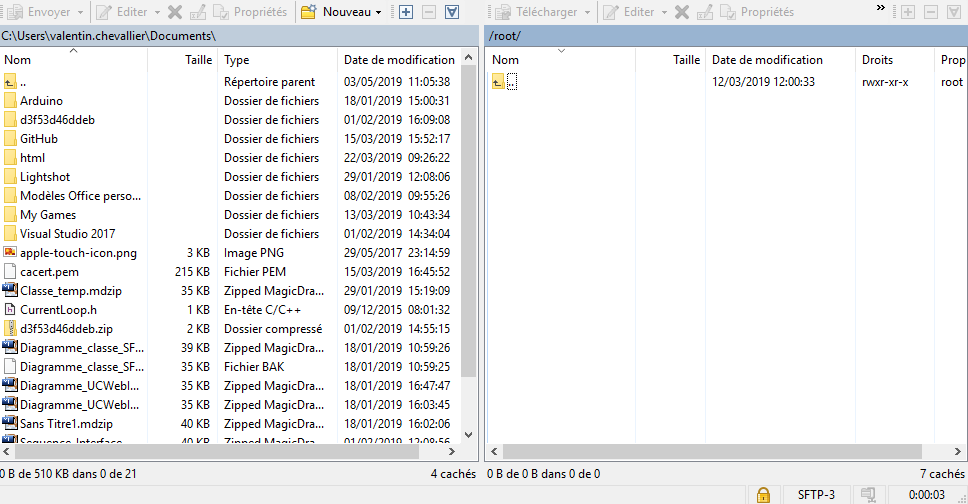 Envoyer Editer Propriétés Nouveau Télécharger Editer Propriétés »
C:\Users\valentin.chevallier\Documents\ /root/
Nom Taille Type Date de modification Nom Taille Date de modification Droits Prop
.. Répertoire parent 03/05/2019 11:05:38 .. 12/03/2019 12:00:33 rwxr-xr-x root
Arduino Dossier de fichiers 18/01/2019 15:00:31
d3f53d46ddeb Dossier de fichiers 01/02/2019 16:09:08
GitHub Dossier de fichiers 15/03/2019 15:52:17
html Dossier de fichiers 22/03/2019 09:26:22
Lightshot Dossier de fichiers 29/01/2019 12:08:06
Modèles Office perso... Dossier de fichiers 08/02/2019 09:55:26
My Games Dossier de fichiers 13/03/2019 10:43:34
Visual Studio 2017 Dossier de fichiers 01/02/2019 14:34:04
apple-touch-icon.png 3 KB Image PNG 29/05/2017 23:14:59
cacert.pem 215 KB Fichier PEM 15/03/2019 16:45:52
Classe_temp.mdzip 35 KB Zipped MagicDra... 29/01/2019 15:19:09
CurrentLoop.h 1 KB En-tête C/C++ 09/12/2015 08:01:32
d3f53d46ddeb.zip 2 KB Dossier compressé 01/02/2019 14:55:15
Diagramme_classe_SF... 39 KB Zipped MagicDra... 18/01/2019 10:59:26
Diagramme_classe_SF... 35 KB Fichier BAK 18/01/2019 10:59:25
Diagramme_UCWebI... 35 KB Zipped MagicDra... 18/01/2019 16:47:47
Diagramme_UCWebI... 35 KB Zipped MagicDra... 18/01/2019 16:03:45
Sans Titre1.mdzip 40 KB Zipped MagicDra... 18/01/2019 16:02:06
Sequence_Interface... 40 KB Zipped MagicDra... 01/02/2019 12:08:56
0 B de 510 KB dans 0 de 21 4 cachés 0 B de 0 B dans 0 de 0 7 cachés
SFTP-3 0:00:03